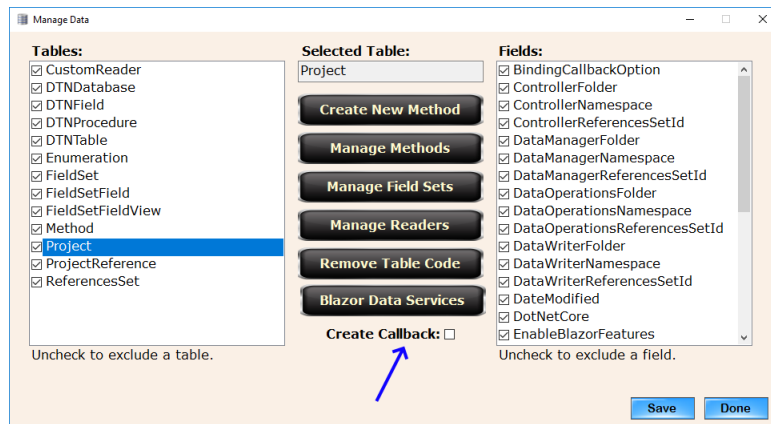 Manage Data
Tables:
CustomReader
DTNDatabase
DTNField
DTNProcedure
DTNTable
Enumeration
FieldSet
FieldSetField
FieldSetFieldView
Method
Project
ProjectReference
ReferencesSet
Uncheck to exclude a table.
Selected Table:
Project
Create New Method
Manage Methods
Manage Field Sets
Manage Readers
Remove Table Code
Blazor Data Services
Create Callback:
Fields:
BindingCallbackOption
ControllerFolder
ControllerNamespace
ControllerReferencesSetId
DataManagerFolder
DataManagerNamespace
DataManagerReferencesSetId
DataOperationsFolder
DataOperationsNamespace
DataOperationsReferencesSetId
DataWriterFolder
DataWriterNamespace
DataWriterReferencesSetId
DateModified
DotNetCore
EnableBlazorFeatures
Uncheck to exclude a field.
Save
Done